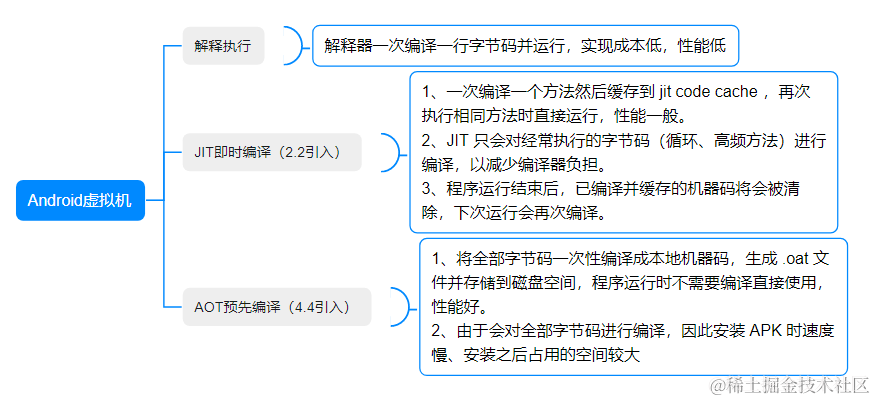 Android虚拟机
解释执行
解释器一次编译一行字节码并运行，实现成本低，性能低
JIT即时编译（2.2引入）
1、一次编译一个方法然后缓存到 jit code cache ，再次
执行相同方法时直接运行，性能一般。
2、JIT 只会对经常执行的字节码（循环、高频方法）进行
编译，以减少编译器负担。
3、程序运行结束后，已编译并缓存的机器码将会被清
除，下次运行会再次编译。
AOT预先编译（4.4引入）
1、将全部字节码一次性编译成本地机器码，生成 .oat 文
件并存储到磁盘空间，程序运行时不需要编译直接使用，
性能好。
2、由于会对全部字节码进行编译，因此安装 APK 时速度
慢、安装之后占用的空间较大
@稀土掘金技术社区